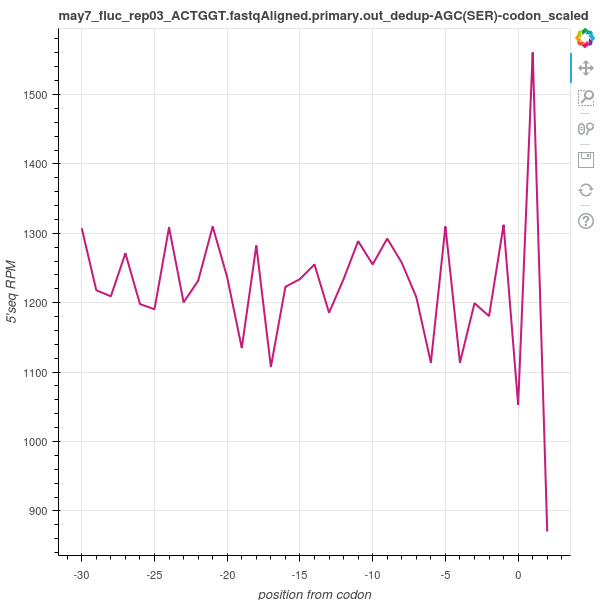 may7_fluc_rep03_ACTGGT.fastqAligned.primary.out_dedup-AGC(SER)-codon_scaled
1500
1400
1300
1200
1100
1000
900
5'seq RPM
-30 -25 -20 -15 -10 -5 0
position from codon